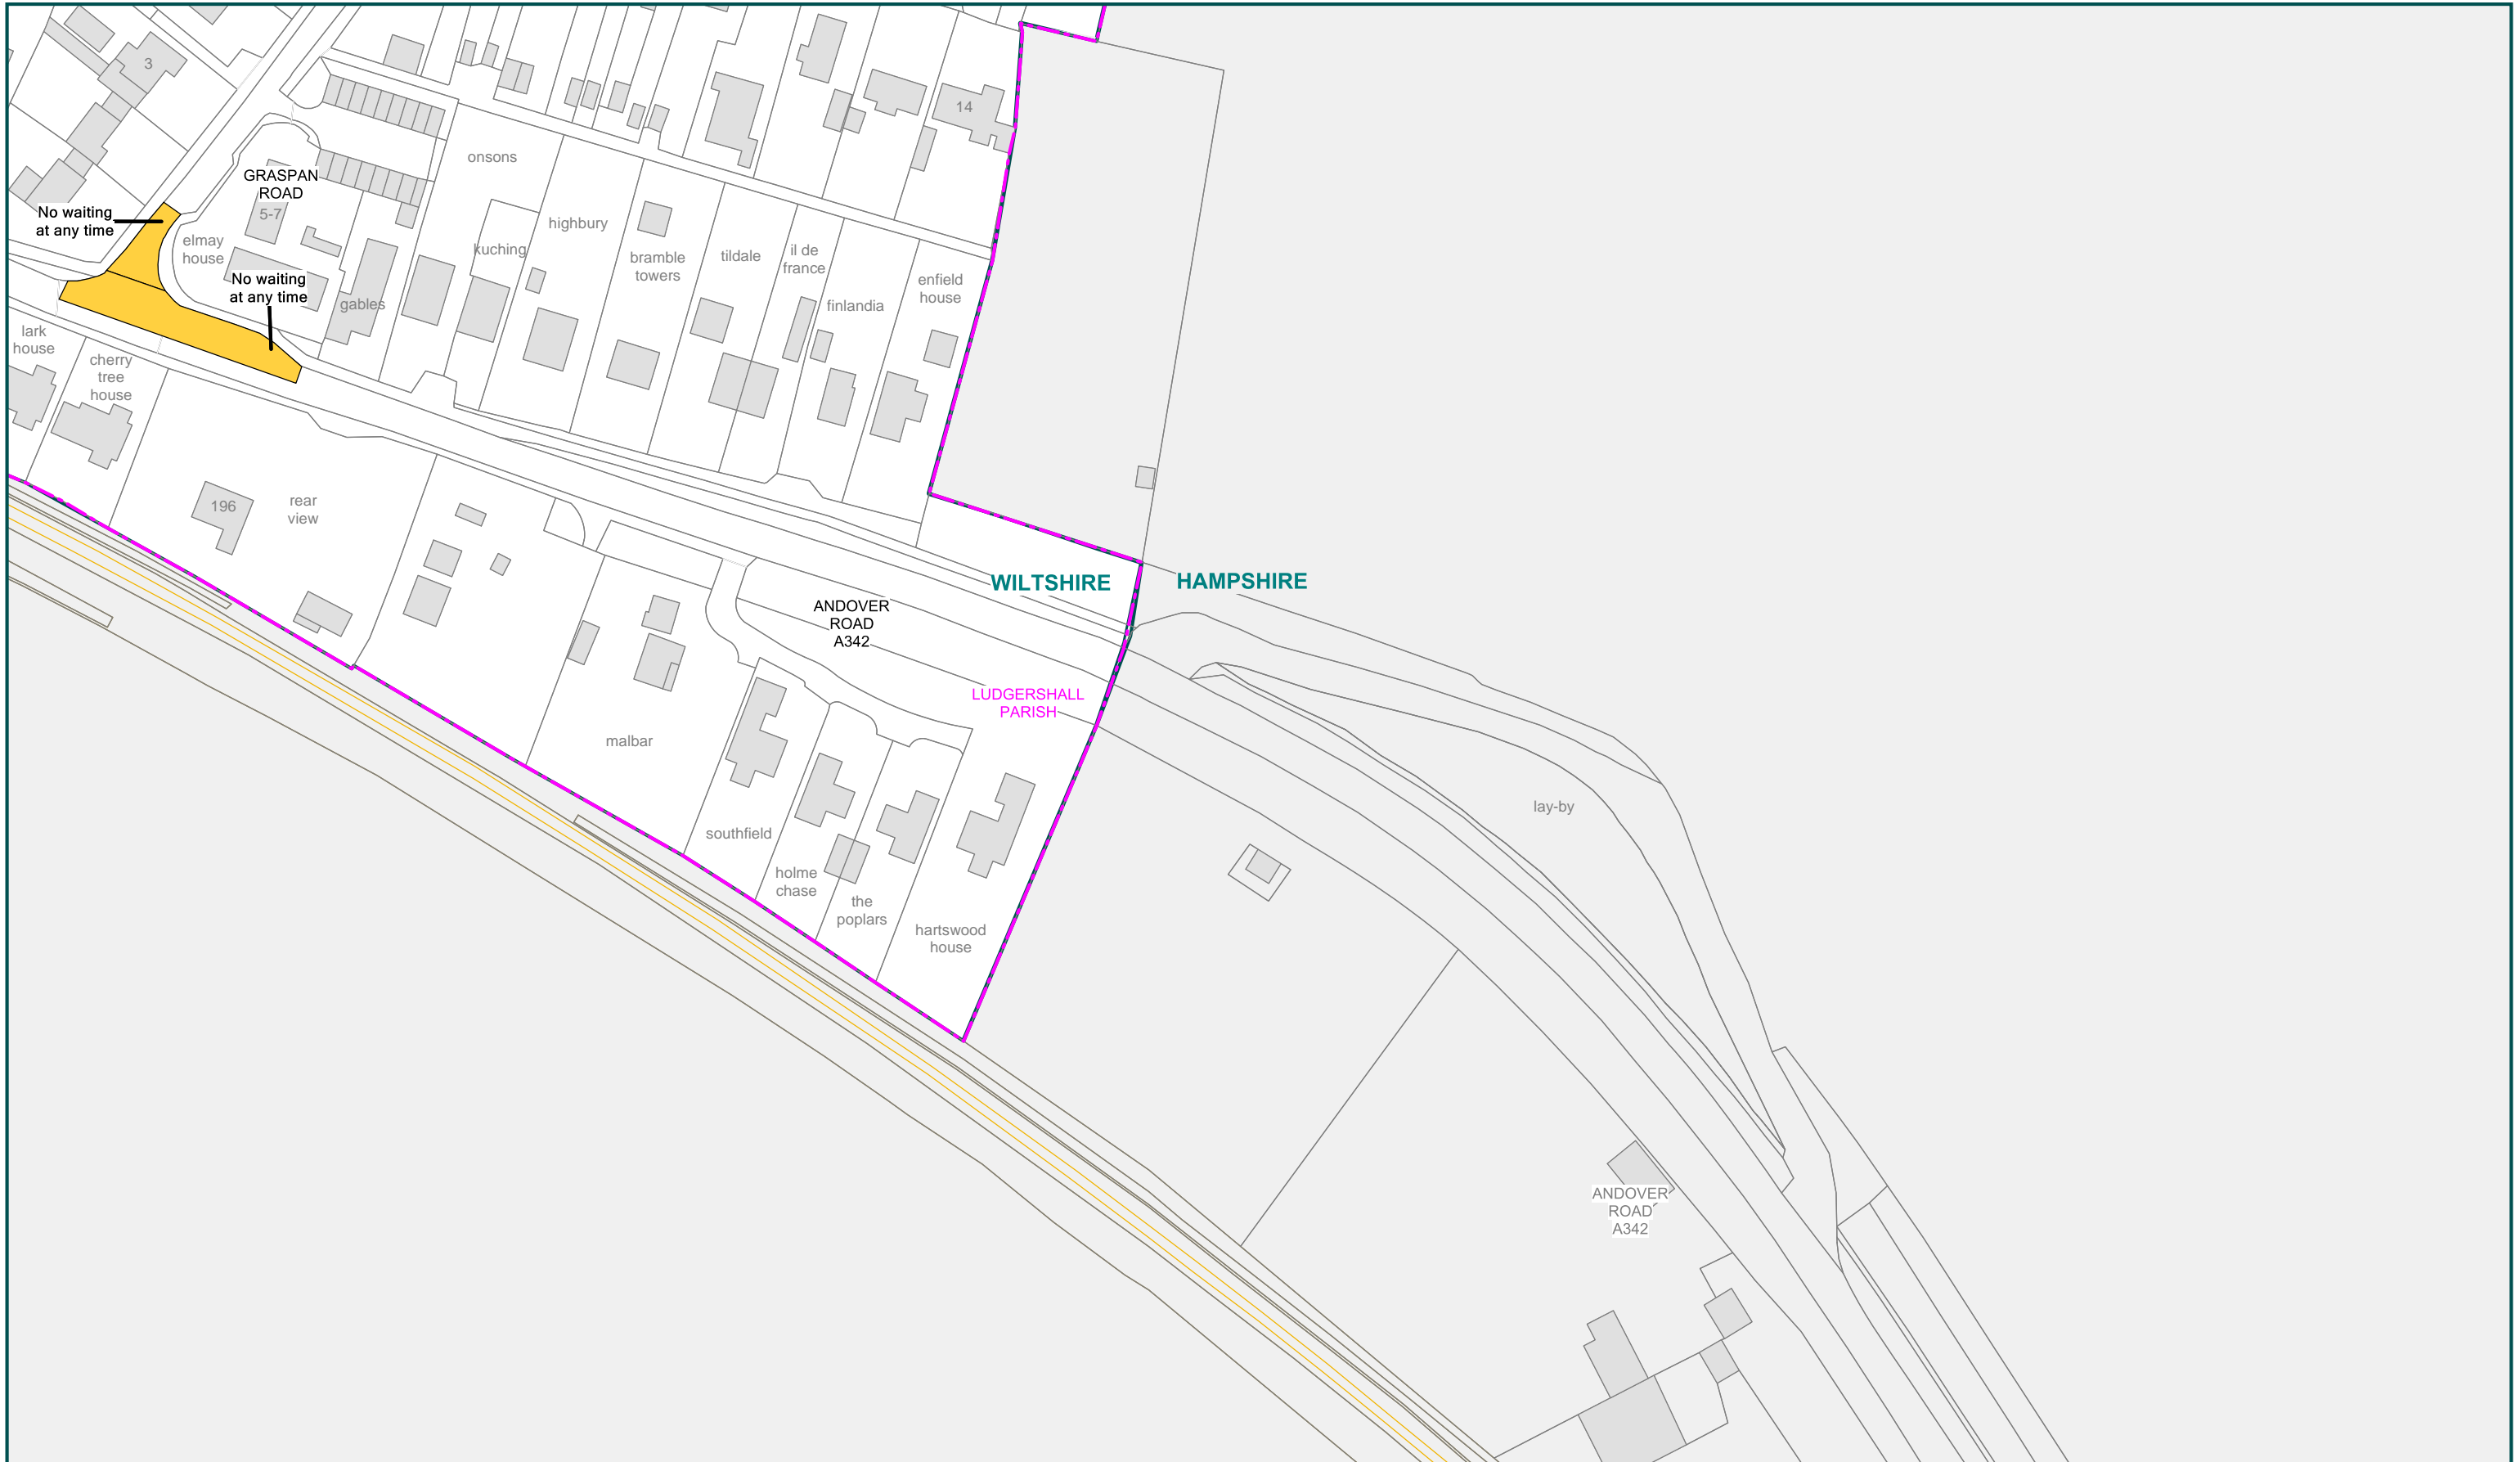 3
14
onsons
GRASPAN
ROAD
No waiting
at any time
5-7
highbury
elmay
house
kuching
bramble
towers
tildale
il de
france
No waiting
at any time
gables
enfield
house
finlandia
lark
house
cherry
tree
house
196
rear
view
WILTSHIRE
HAMPSHIRE
ANDOVER
ROAD
A342
LUDGERSHALL
PARISH
malbar
lay-by
southfield
holme
chase
the
poplars
hartswood
house
ANDOVER
ROAD
A342